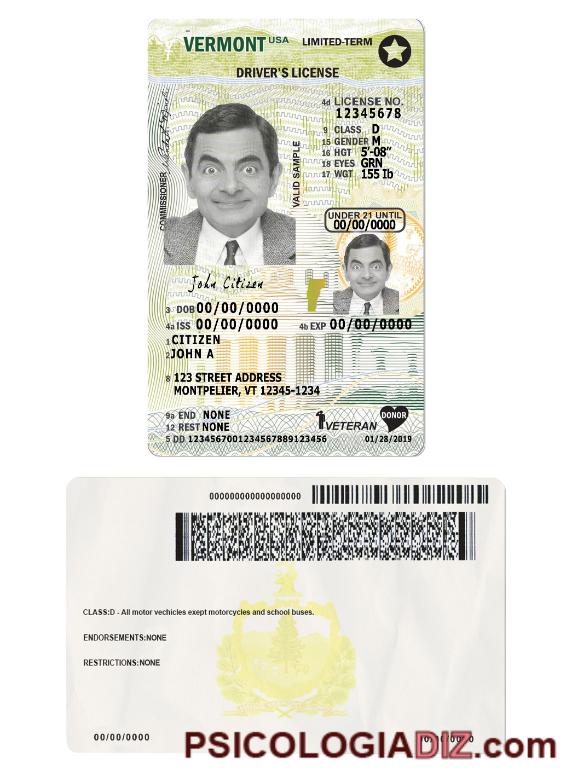 VERMONT USA LIMITED-TERM
DRIVER'S LICENSE
4d LICENSE NO.
12345678
9 CLASS D
15 GENDER M
16 HGT 5'-08"
18 EYES GRN
17 WGT 155 lb
VALID SAMPLE
COMMISSIONER
UNDER 21 UNTIL
00/00/0000
John Citizen
3 DOB 00/00/0000
4a ISS 00/00/0000 4b EXP 00/00/0000
1 CITIZEN
2 JOHN A
8 123 STREET ADDRESS
MONTPELIER, VT 12345-1234
9a END NONE
12 REST NONE
1 VETERAN
DONOR
5 DD 12345670012345678891234​56 01/28/2019
000000000000000000
CLASS:D - All motor vechicles exept motorcycles and school buses.
ENDORSEMENTS:NONE
RESTRICTIONS:NONE
00/00/0000
PSICOLOGIADIZ.com